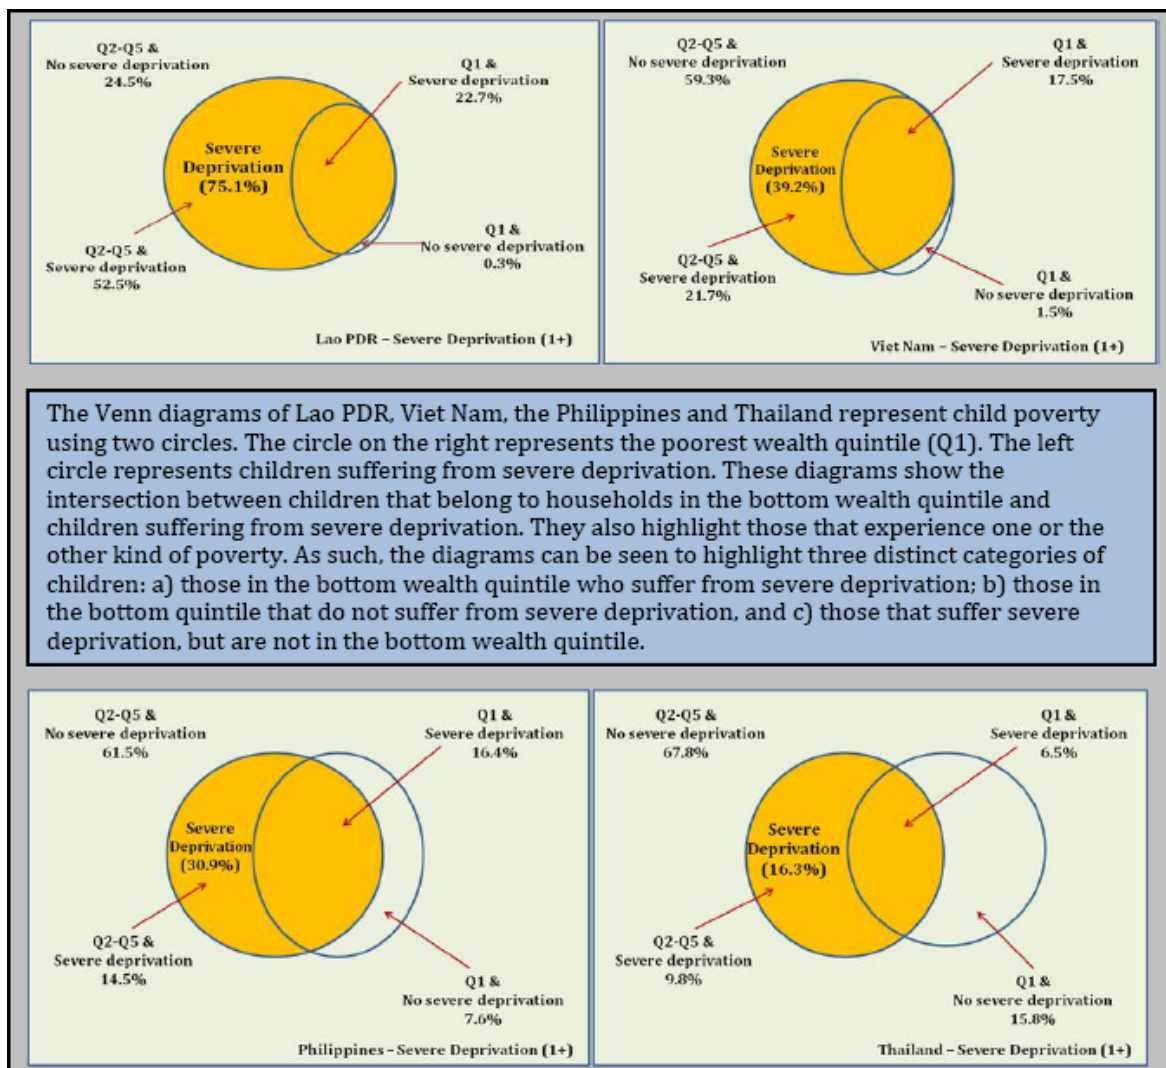 Q2-Q5 &
No severe deprivation
24.5%
Q1 &
Severe deprivation
22.7%
Severe
Deprivation
(75.1%)
Q2-Q5 &
Severe deprivation
52.5%
Q1 &
No severe deprivation
0.3%
Lao PDR – Severe Deprivation (1+)
Q2-Q5 &
No severe deprivation
59.3%
Q1 &
Severe deprivation
17.5%
Severe
Deprivation
(39.2%)
Q2-Q5 &
Severe deprivation
21.7%
Q1 &
No severe deprivation
1.5%
Viet Nam – Severe Deprivation (1+)
The Venn diagrams of Lao PDR, Viet Nam, the Philippines and Thailand represent child poverty
using two circles. The circle on the right represents the poorest wealth quintile (Q1). The left
circle represents children suffering from severe deprivation. These diagrams show the
intersection between children that belong to households in the bottom wealth quintile and
children suffering from severe deprivation. They also highlight those that experience one or the
other kind of poverty. As such, the diagrams can be seen to highlight three distinct categories of
children: a) those in the bottom wealth quintile who suffer from severe deprivation; b) those in
the bottom quintile that do not suffer from severe deprivation, and c) those that suffer severe
deprivation, but are not in the bottom wealth quintile.
Q2-Q5 &
No severe deprivation
61.5%
Q1 &
Severe deprivation
16.4%
Severe
Deprivation
(30.9%)
Q2-Q5 &
Severe deprivation
14.5%
Q1 &
No severe deprivation
7.6%
Philippines – Severe Deprivation (1+)
Q2-Q5 &
No severe deprivation
67.8%
Q1 &
Severe deprivation
6.5%
Severe
Deprivation
(16.3%)
Q2-Q5 &
Severe deprivation
9.8%
Q1 &
No severe deprivation
15.8%
Thailand – Severe Deprivation (1+)